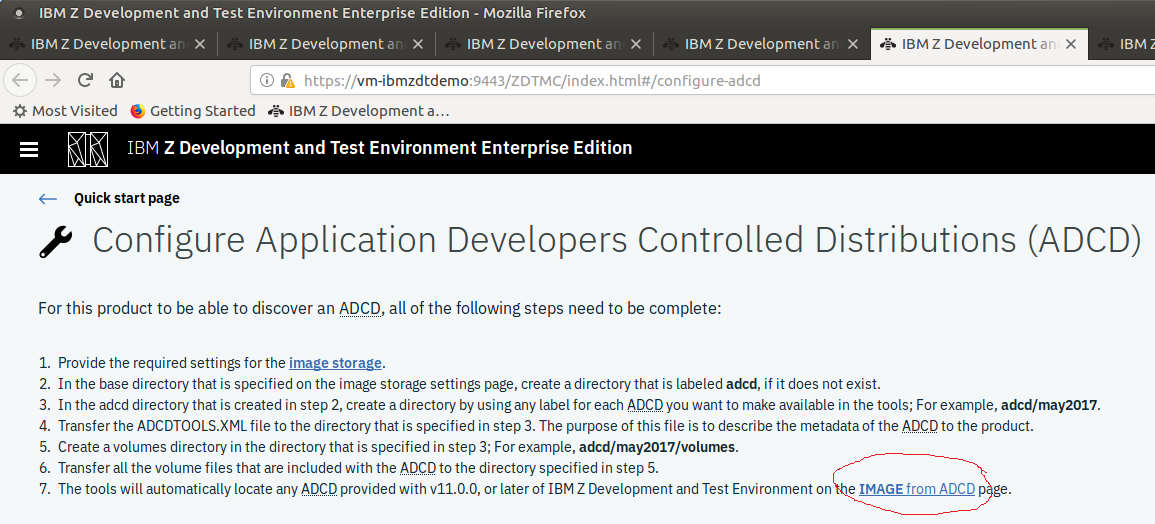 IBM Z Development and Test Environment Enterprise Edition - Mozilla Firefox
IBM Z Development an IBM Z Development an IBM Z Development an IBM Z Development an IBM Z Development an IBM Z
https://vm-ibmzdtdemo:9443/ZDTMC/index.html#/configure-adcd
Most Visited Getting Started IBM Z Development a...
IBM Z Development and Test Environment Enterprise Edition
Quick start page
Configure Application Developers Controlled Distributions (ADCD)
For this product to be able to discover an ADCD, all of the following steps need to be complete:
1. Provide the required settings for the image storage.
2. In the base directory that is specified on the image storage settings page, create a directory that is labeled adcd, if it does not exist.
3. In the adcd directory that is created in step 2, create a directory by using any label for each ADCD you want to make available in the tools; For example, adcd/may2017.
4. Transfer the ADCDTOOLS.XML file to the directory that is specified in step 3. The purpose of this file is to describe the metadata of the ADCD to the product.
5. Create a volumes directory in the directory that is specified in step 3; For example, adcd/may2017/volumes.
6. Transfer all the volume files that are included with the ADCD to the directory specified in step 5.
7. The tools will automatically locate any ADCD provided with v11.0.0, or later of IBM Z Development and Test Environment on the IMAGE from ADCD page.